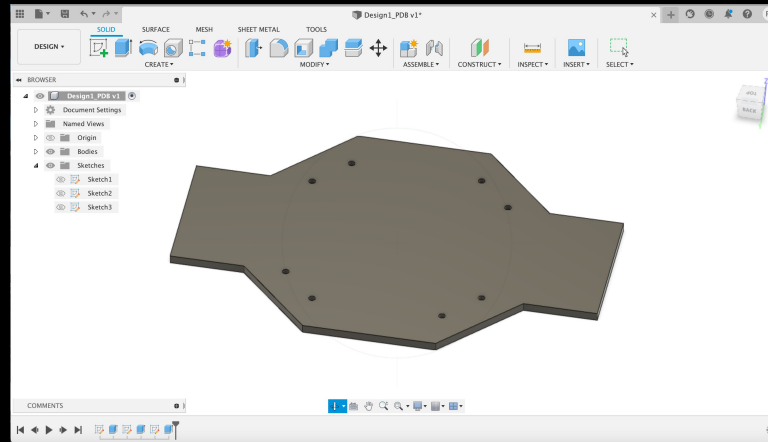 Design1_PDB v1*
SOLID
SURFACE
MESH
SHEET METAL
TOOLS
DESIGN
CREATE
MODIFY
ASSEMBLE
CONSTRUCT
INSPECT
INSERT
SELECT
BROWSER
Design1_PDB v1
Document Settings
Named Views
Origin
Bodies
Sketches
Sketch1
Sketch2
Sketch3
TOP
BACK
Z
COMMENTS